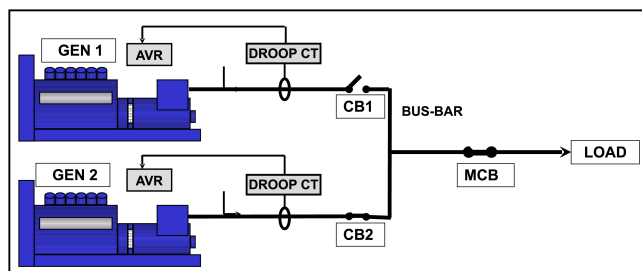 GEN 1
AVR
DROOP CT
CB1
BUS-BAR
MCB
LOAD
GEN 2
AVR
DROOP CT
CB2